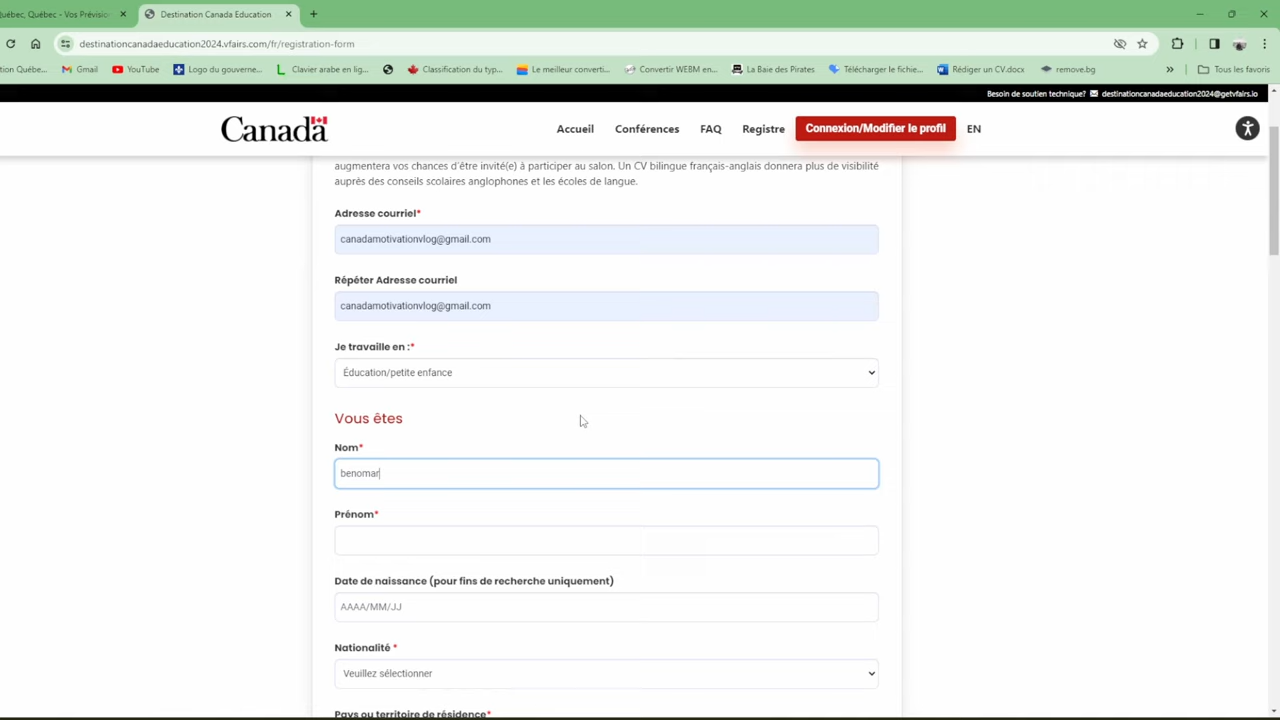 Québec, Québec - Vos Prévisio
Destination Canada Education
destinationcanadaeducation2024.vfairs.com/fr/registration-form
tion Québe...
Gmail
YouTube
Logo du gouverne...
Clavier arabe en lig...
Classification du typ...
Le meilleur converti...
Convertir WEBM en...
La Baie des Pirates
Télécharger le fichie...
Rédiger un CV.docx
remove.bg
»
Tous les favoris
Besoin de soutien technique? destinationcanadaeducation2024@getvfairs.io
Canada
Accueil
Conférences
FAQ
Registre
Connexion/Modifier le profil
EN
augmentera vos chances d'être invité(e) à participer au salon. Un CV bilingue français-anglais donnera plus de visibilité
auprès des conseils scolaires anglophones et les écoles de langue.
Adresse courriel*
canadamotivationvlog@gmail.com
Répéter Adresse courriel
canadamotivationvlog@gmail.com
Je travaille en :*
Éducation/petite enfance
Vous êtes
Nom*
benomar
Prénom*
Date de naissance (pour fins de recherche uniquement)
AAAA/MM/JJ
Nationalité *
Veuillez sélectionner
Pays ou territoire de résidence*